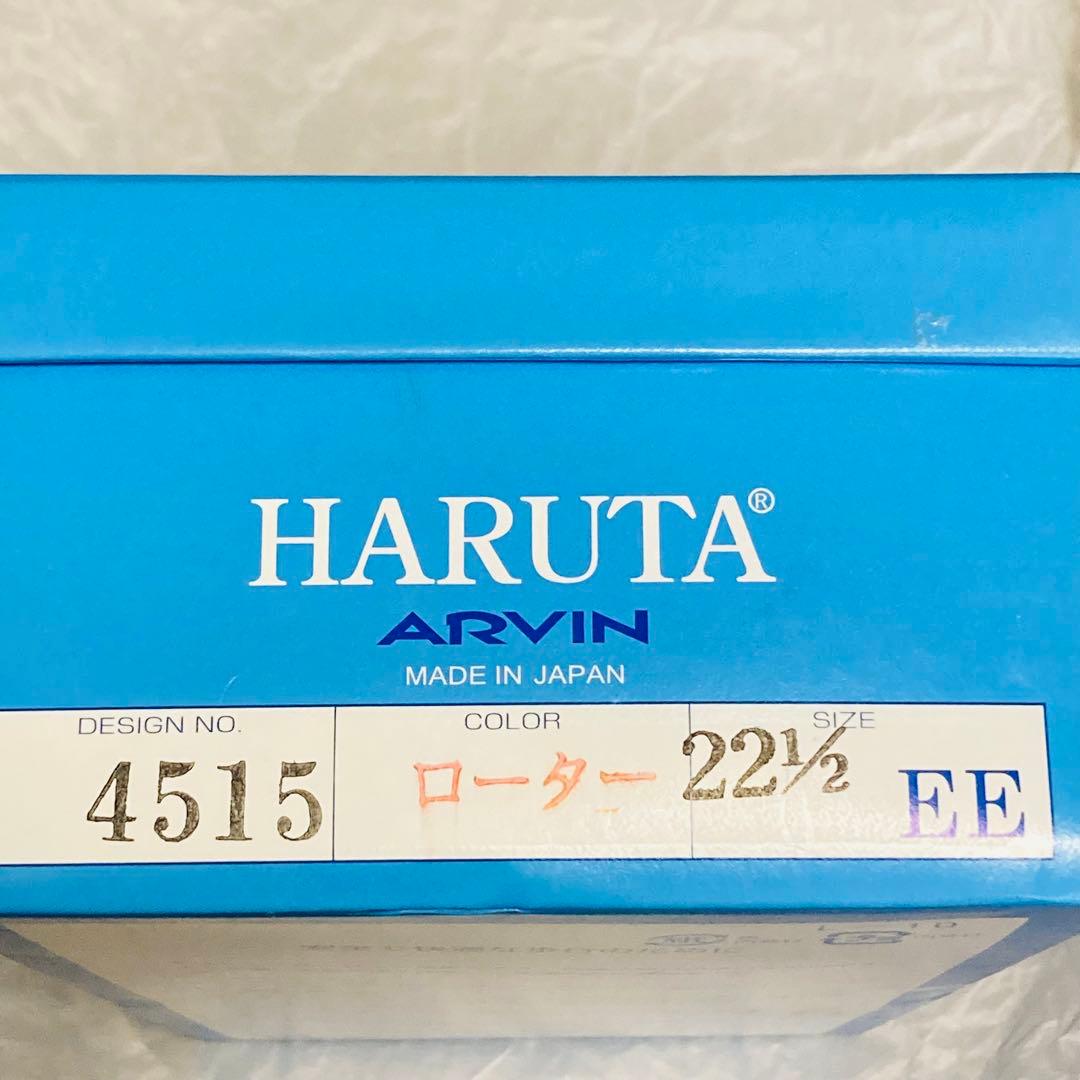 HARUTA®
ARVIN
MADE IN JAPAN
DESIGN NO. COLOR SIZE
4515 ローター 22½ EE